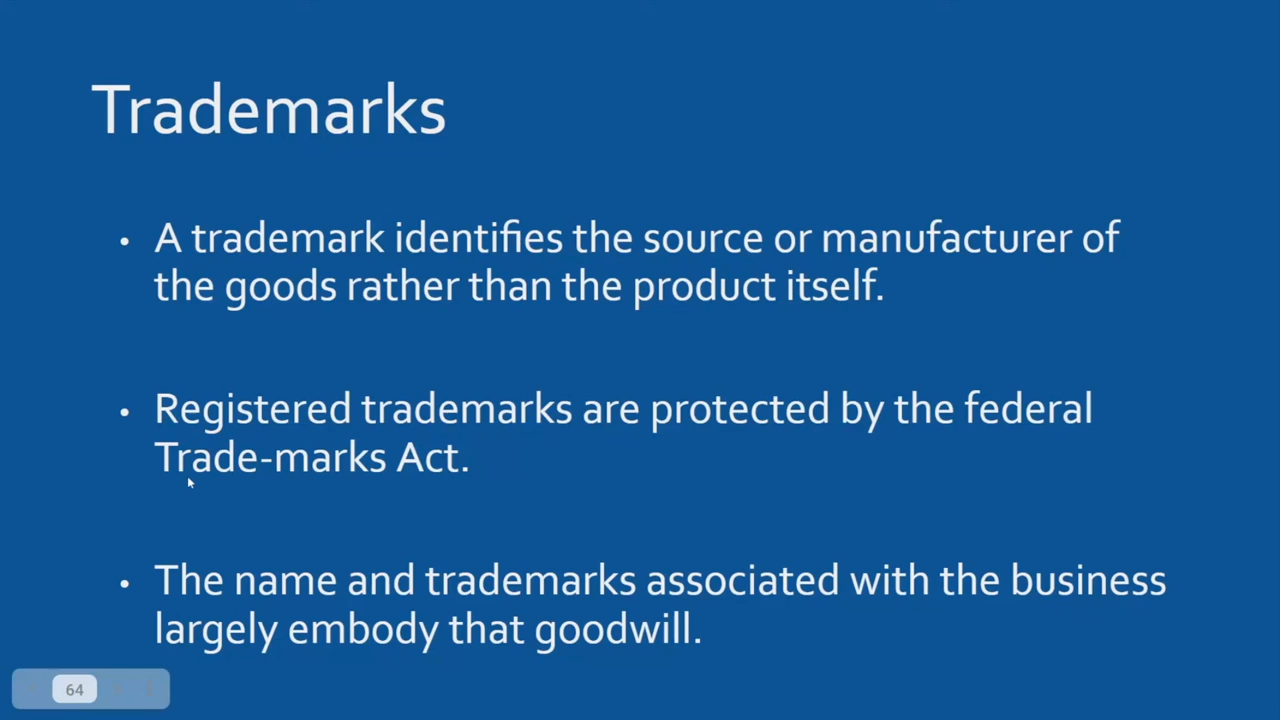 Trademarks
• A trademark identifies the source or manufacturer of
the goods rather than the product itself.
• Registered trademarks are protected by the federal
Trade-marks Act.
• The name and trademarks associated with the business
largely embody that goodwill.
64